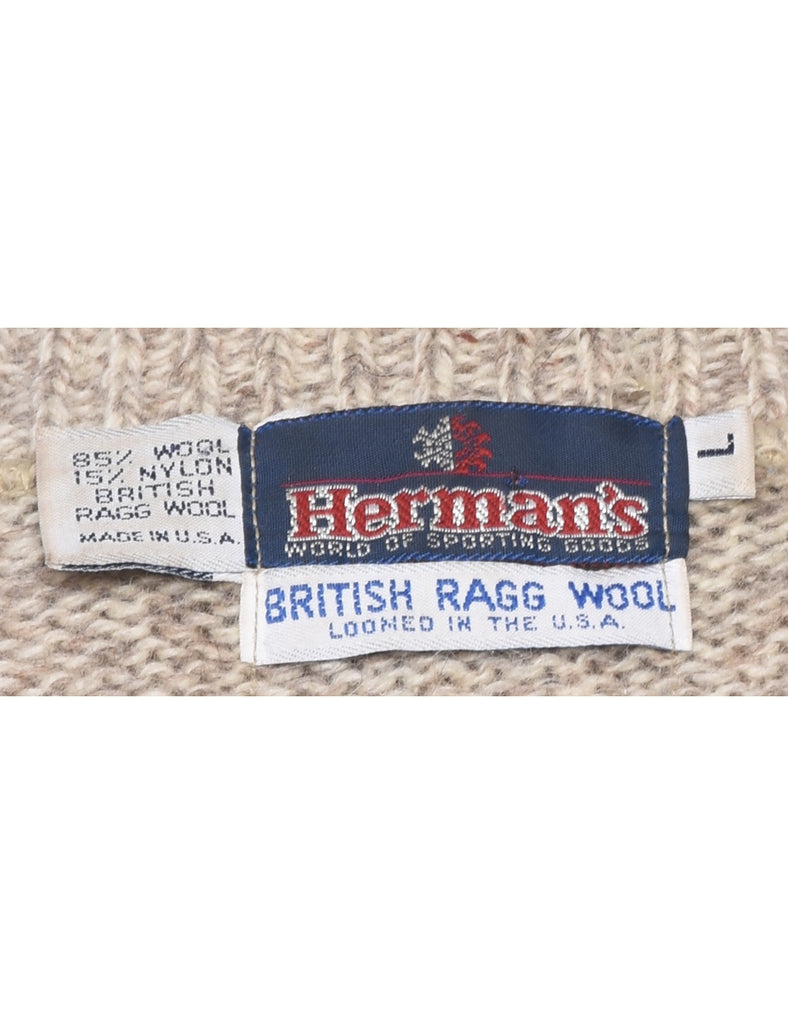 85% WOOL
15% NYLON
BRITISH
RAGG WOOL
MADE IN U.S.A.
Herman's
WORLD OF SPORTING GOODS
BRITISH RAGG WOOL
LOOMED IN THE U.S.A.
L